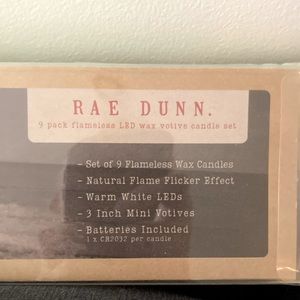 RAE DUNN.
9 pack flameless LED wax votive candle set
- Set of 9 Flameless Wax Candles
- Natural Flame Flicker Effect
- Warm White LEDs
- 3 Inch Mini Votives
- Batteries Included
1 x CR2032 per candle